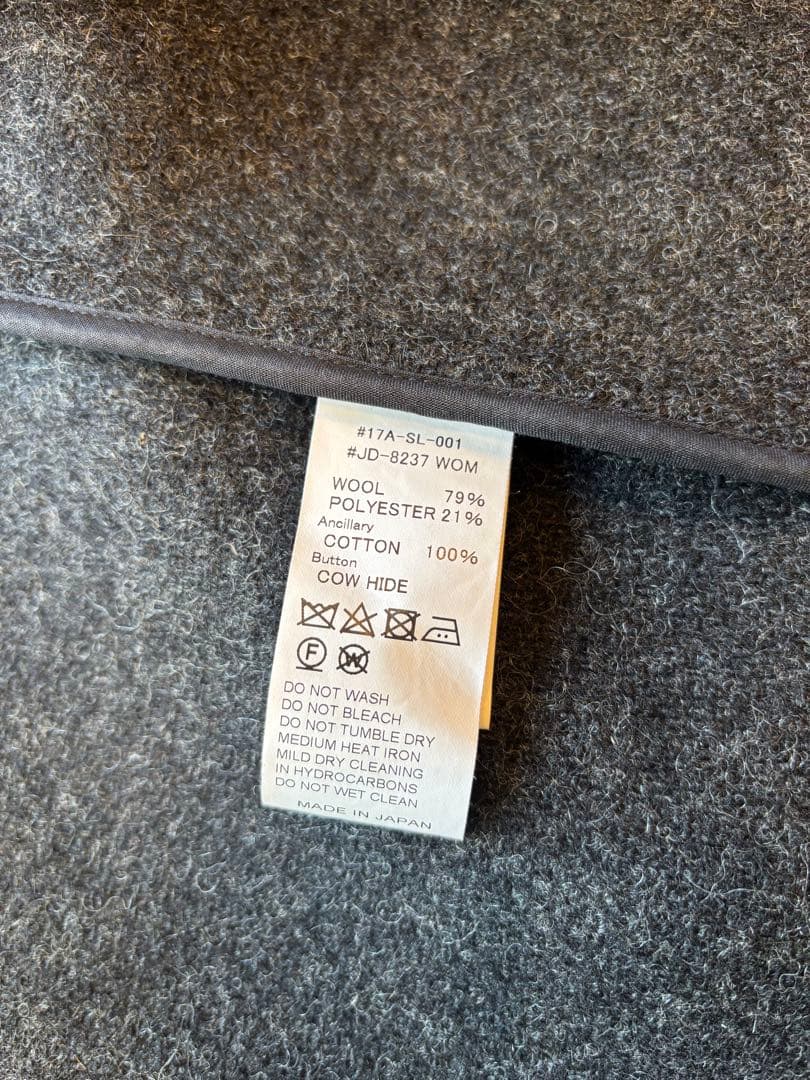 #17A-SL-001
#JD-8237 WOM
WOOL 79%
POLYESTER 21%
Ancillary
COTTON 100%
Button
COW HIDE
F W
DO NOT WASH
DO NOT BLEACH
DO NOT TUMBLE DRY
MEDIUM HEAT IRON
MILD DRY CLEANING
IN HYDROCARBONS
DO NOT WET CLEAN
MADE IN JAPAN